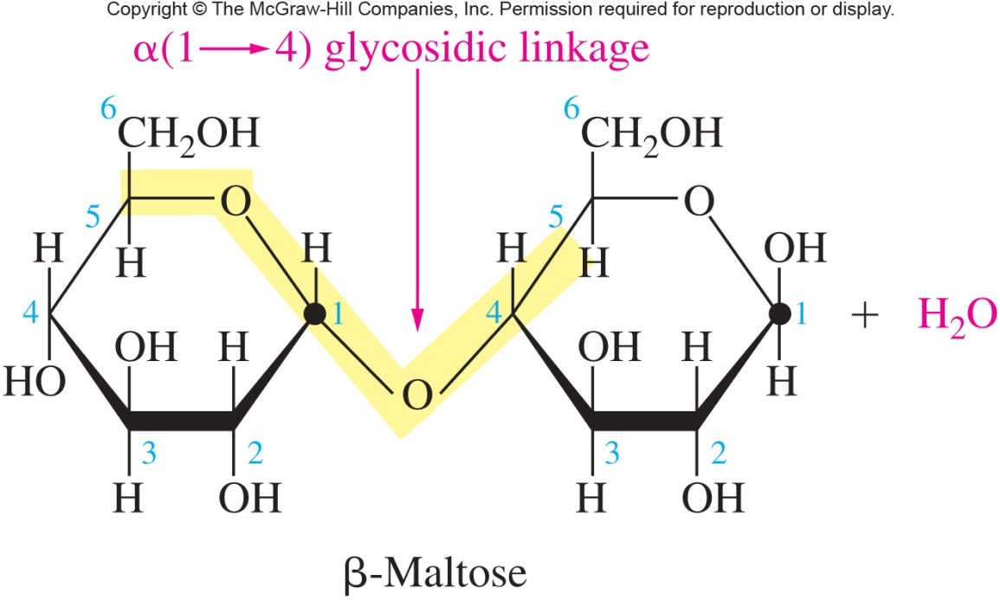 Copyright © The McGraw-Hill Companies, Inc. Permission required for reproduction or display.
α(1⟶4) glycosidic linkage
6 6
CH₂OH CH₂OH
5 O 5 O
H H H H H OH
4 1 4 1 + H₂O
OH H OH H
HO O H
3 2 3 2
H OH H OH
β-Maltose